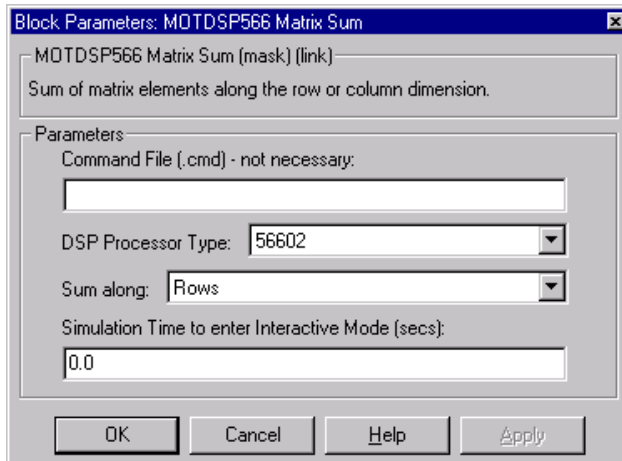 Block Parameters: MOTDSP566 Matrix Sum
MOTDSP566 Matrix Sum (mask) (link)
Sum of matrix elements along the row or column dimension.
Parameters
Command File (.cmd) - not necessary:
DSP Processor Type: 56602
Sum along: Rows
Simulation Time to enter Interactive Mode (secs):
0.0
OK Cancel Help Apply